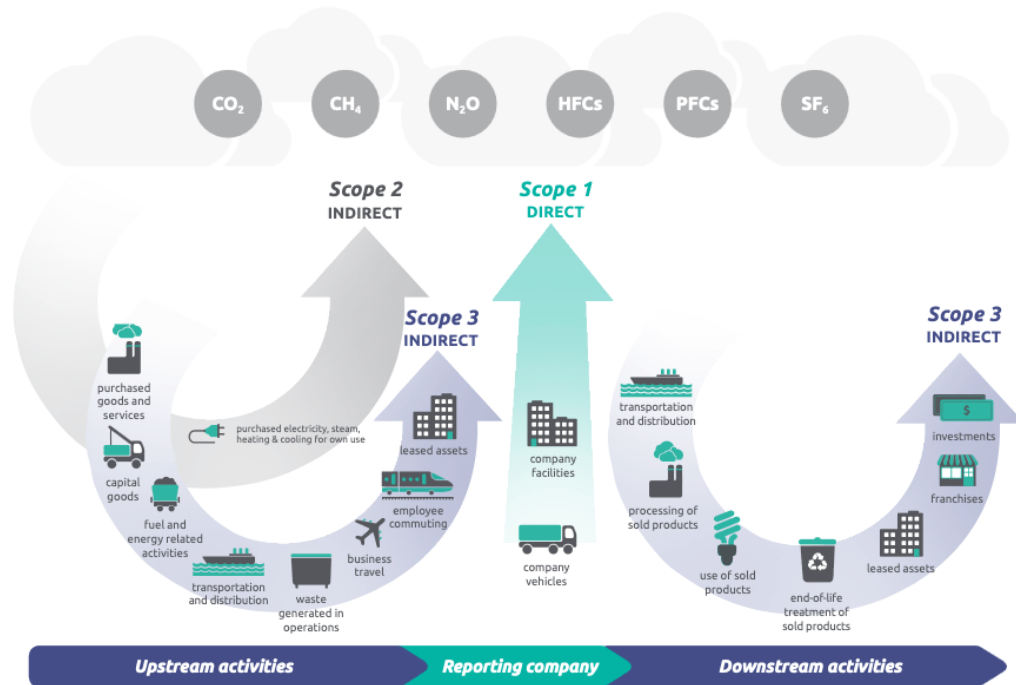 CO₂
CH₄
N₂O
HFCs
PFCs
SF₆
Scope 2
INDIRECT
Scope 1
DIRECT
Scope 3
INDIRECT
Scope 3
INDIRECT
purchased
goods and
services
capital
goods
fuel and
energy related
activities
transportation
and distribution
waste
generated in
operations
business
travel
employee
commuting
leased assets
purchased electricity, steam,
heating & cooling for own use
company
facilities
company
vehicles
transportation
and distribution
processing of
sold products
use of sold
products
end-of-life
treatment of
sold products
leased assets
franchises
$
investments
Upstream activities
Reporting company
Downstream activities